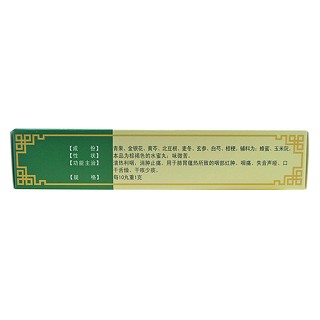 【成 份】 青果、金银花、黄芩、北豆根、麦冬、玄参、白芍、桔梗。辅料为:蜂蜜、玉米朊。
【性 状】 本品为棕褐色的水蜜丸；味微苦。
【功能主治】 清热利咽，消肿止痛。用于肺胃蕴热所致的咽部红肿、咽痛、失音声哑、口
干舌燥、干咳少痰。
【规 格】 每10丸重1克